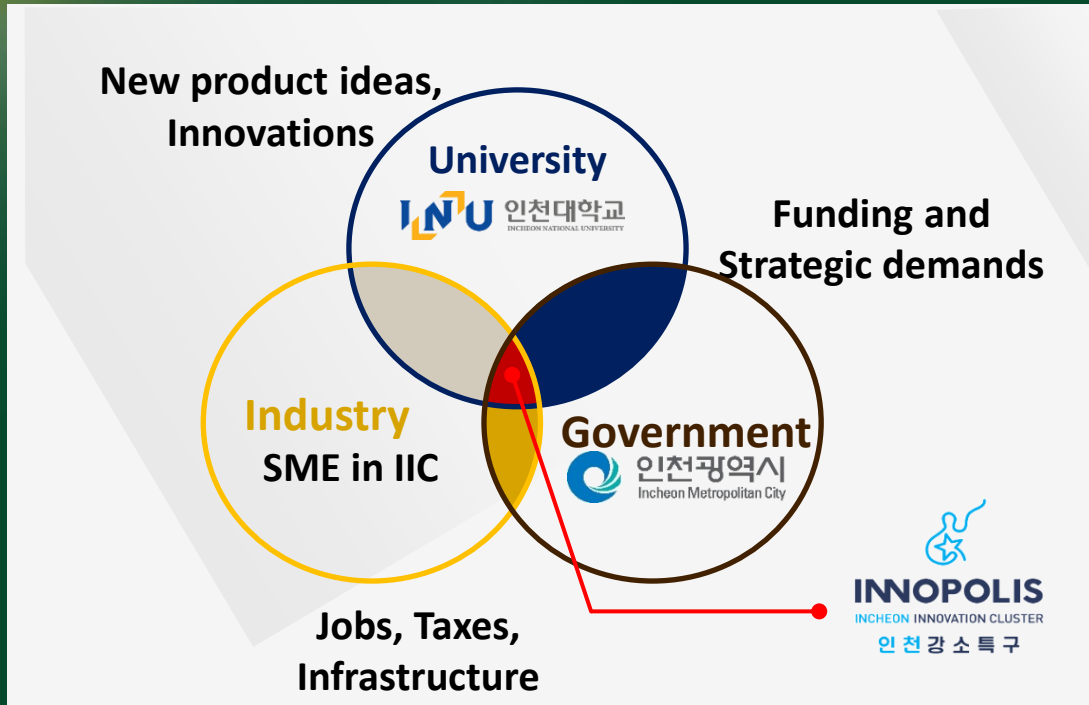 New product ideas,
Innovations
University
INU 인천대학교
INCHEON NATIONAL UNIVERSITY
Funding and
Strategic demands
Industry
SME in IIC
Government
인천광역시
Incheon Metropolitan City
Jobs, Taxes,
Infrastructure
INNOPOLIS
INCHEON INNOVATION CLUSTER
인천강소특구